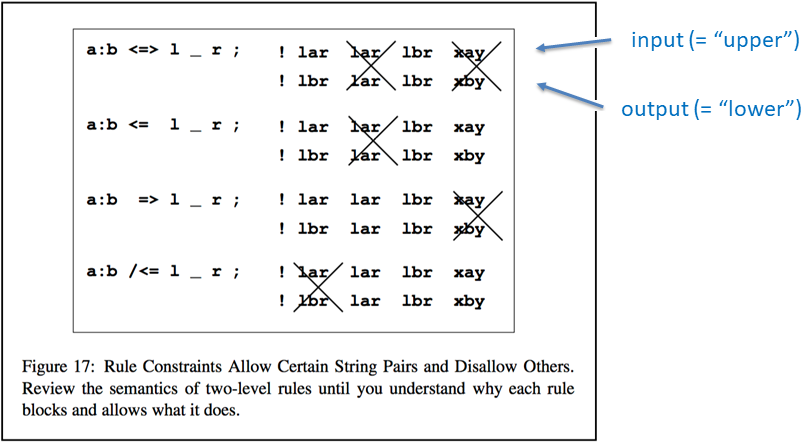 a:b <=> l _ r ; ! lar lar lbr xay
! lbr lar lbr xby
input (= “upper”)
output (= “lower”)
a:b <= l _ r ; ! lar lar lbr xay
! lbr lar lbr xby
a:b => l _ r ; ! lar lar lbr xay
! lbr lar lbr xby
a:b /<= l _ r ; ! lar lar lbr xay
! lbr lar lbr xby
Figure 17: Rule Constraints Allow Certain String Pairs and Disallow Others.
Review the semantics of two-level rules until you understand why each rule
blocks and allows what it does.